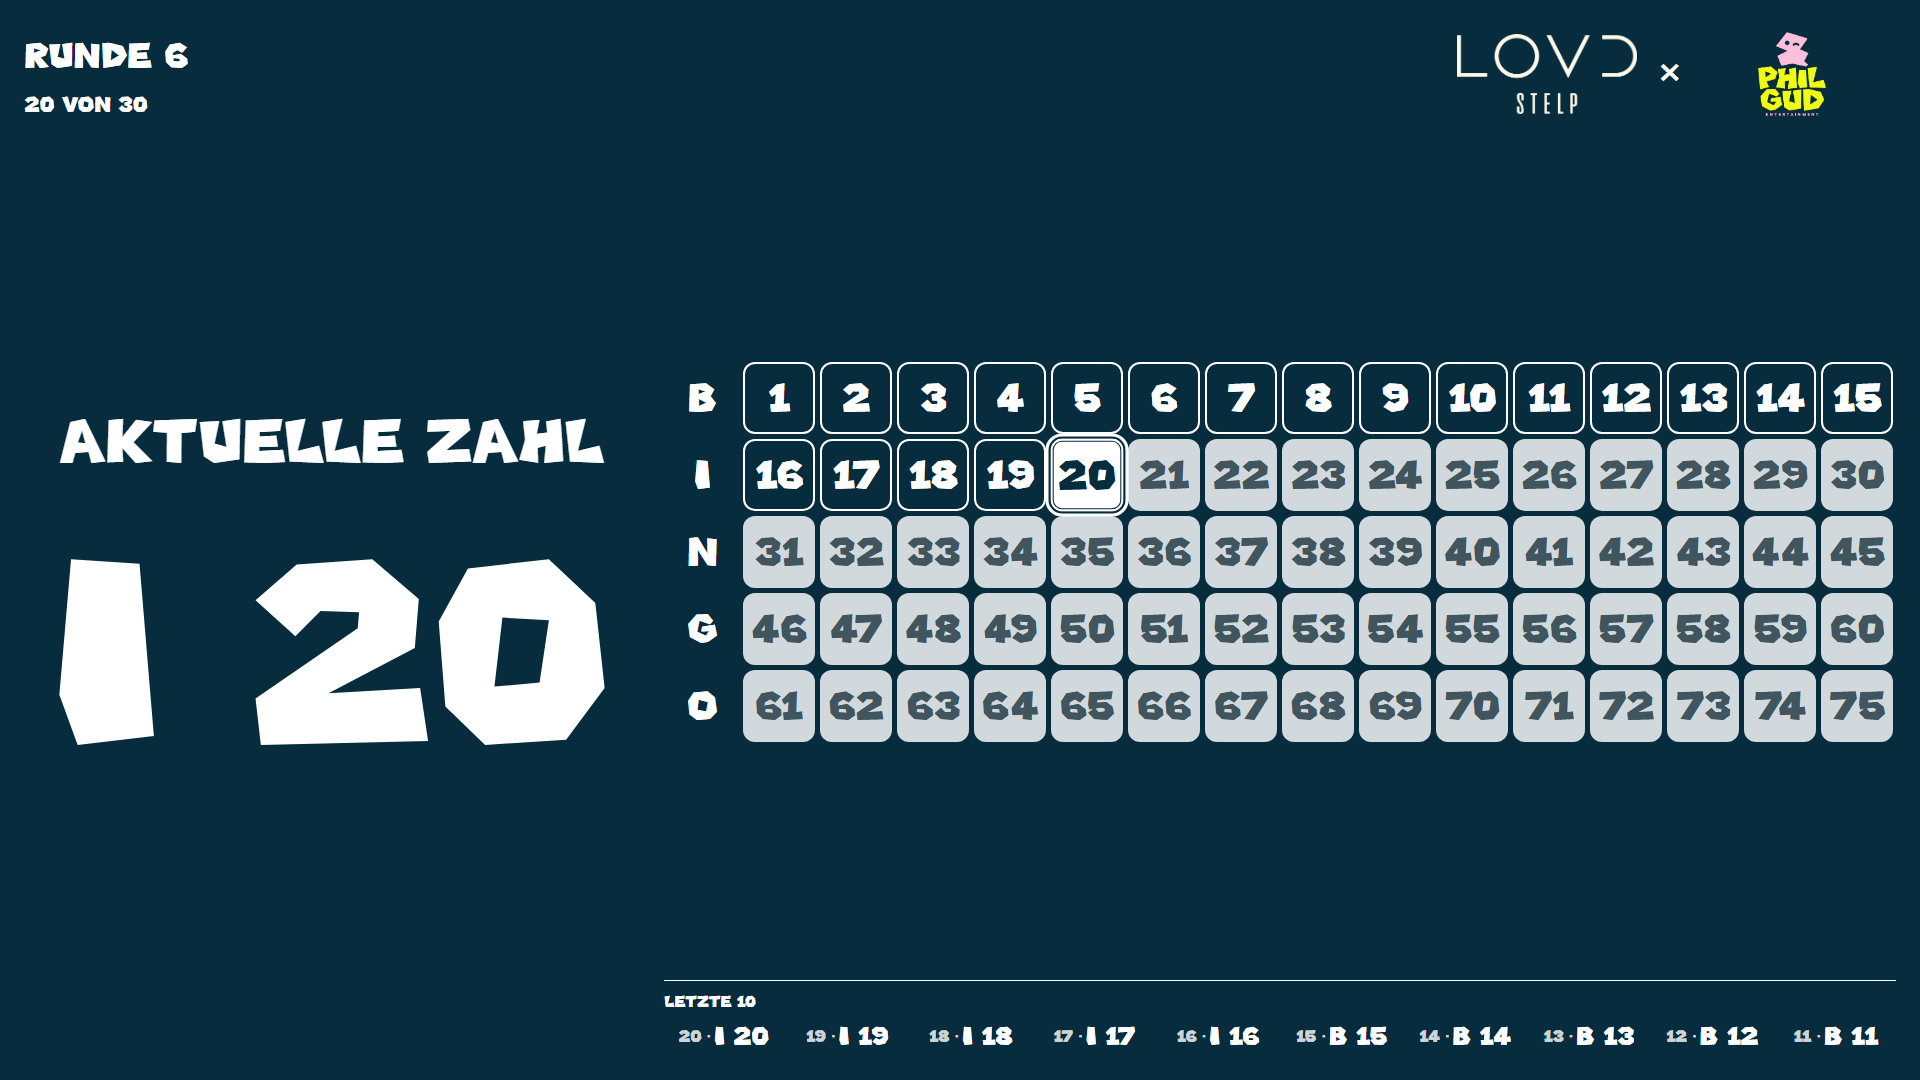 RUNDE 6
20 VON 30
LOVD
STELP
×
PHIL
GUD
ENTERTAINMENT
AKTUELLE ZAHL
I 20
B 1 2 3 4 5 6 7 8 9 10 11 12 13 14 15
I 16 17 18 19 20 21 22 23 24 25 26 27 28 29 30
N 31 32 33 34 35 36 37 38 39 40 41 42 43 44 45
G 46 47 48 49 50 51 52 53 54 55 56 57 58 59 60
O 61 62 63 64 65 66 67 68 69 70 71 72 73 74 75
LETZTE 10
20 · I 20 19 · I 19 18 · I 18 17 · I 17 16 · I 16 15 · B 15 14 · B 14 13 · B 13 12 · B 12 11 · B 11